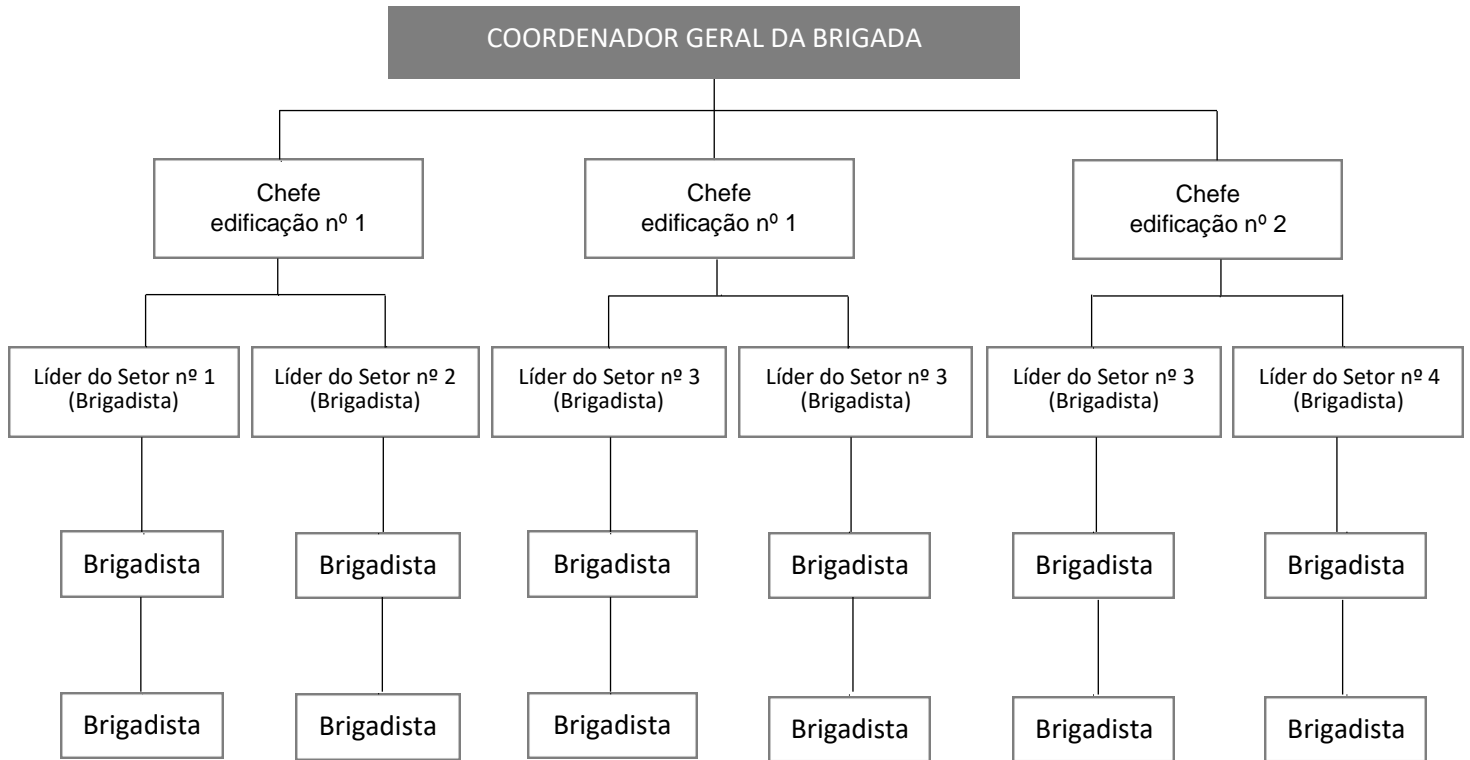 COORDENADOR GERAL DA BRIGADA
Chefe
edificação nº 1
Chefe
edificação nº 1
Chefe
edificação nº 2
Líder do Setor nº 1
(Brigadista)
Líder do Setor nº 2
(Brigadista)
Líder do Setor nº 3
(Brigadista)
Líder do Setor nº 3
(Brigadista)
Líder do Setor nº 3
(Brigadista)
Líder do Setor nº 4
(Brigadista)
Brigadista
Brigadista
Brigadista
Brigadista
Brigadista
Brigadista
Brigadista
Brigadista
Brigadista
Brigadista
Brigadista
Brigadista